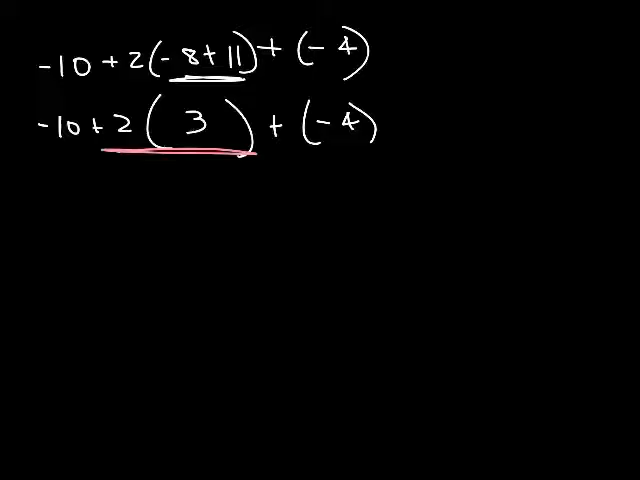 -10 + 2(-8 + 11) + (-4)
-10 + 2(3) + (-4)